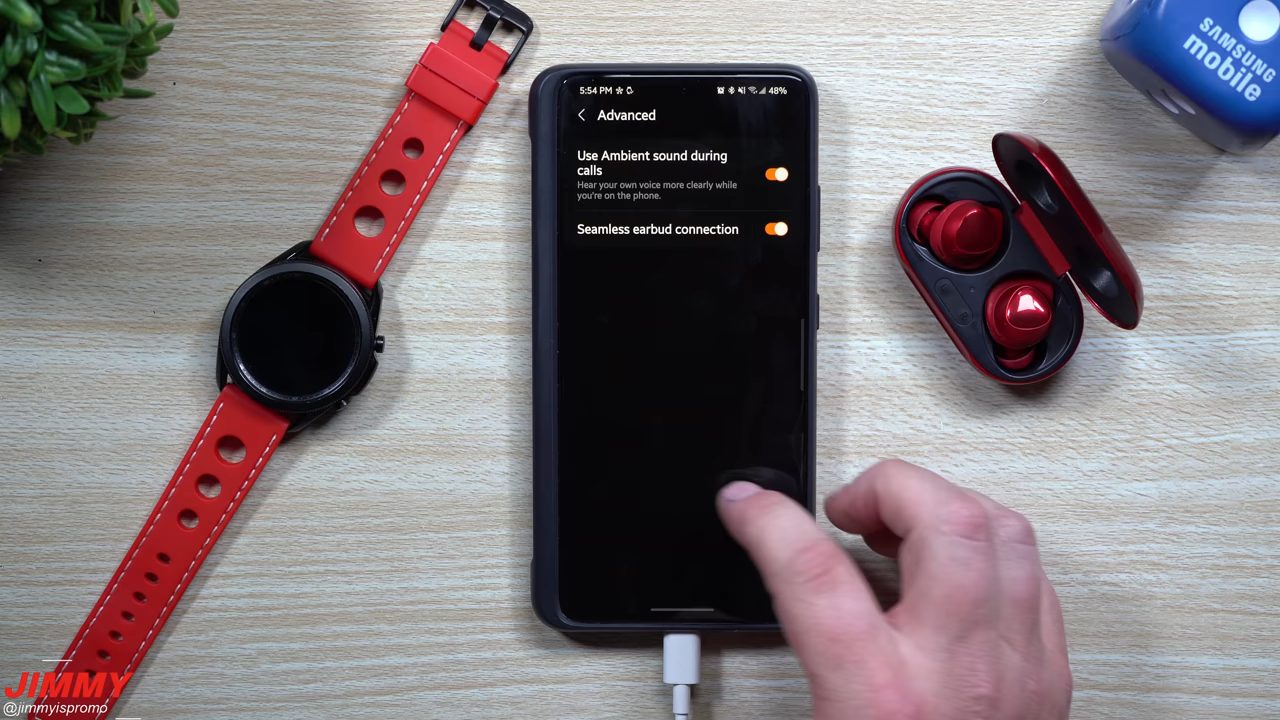 5:54 PM
48%
Advanced
Use Ambient sound during
calls
Hear your own voice more clearly while
you're on the phone.
Seamless earbud connection
SAMSUNG
mobile
JIMMY
@jimmyispromo